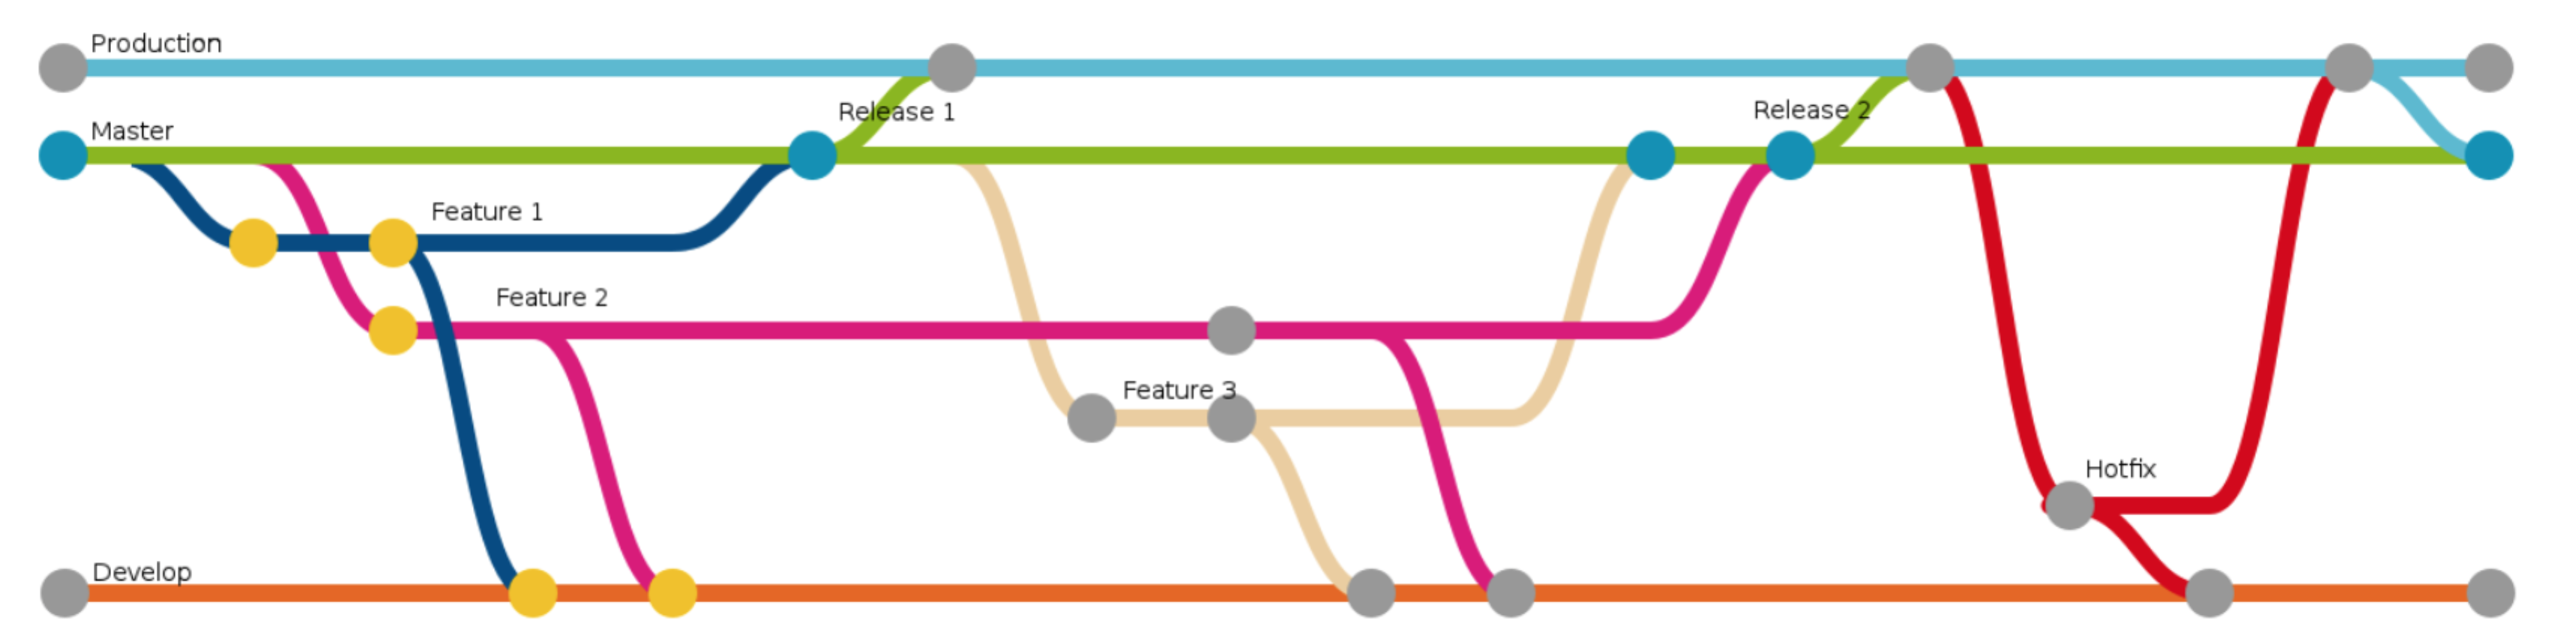 Production
Master
Release 1
Release 2
Feature 1
Feature 2
Feature 3
Hotfix
Develop